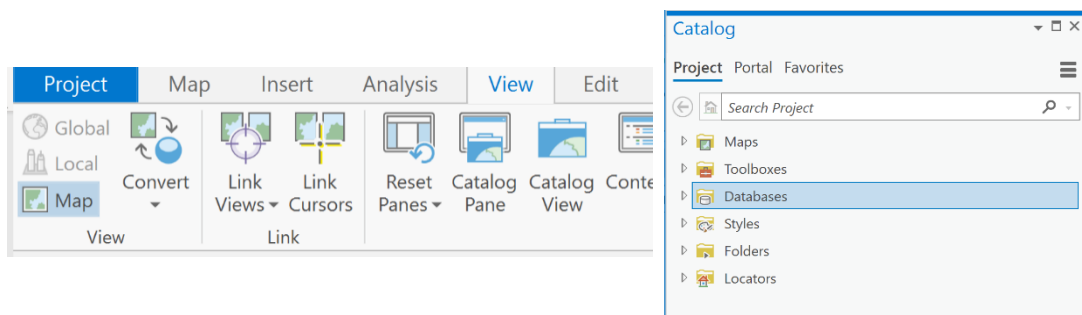 Project Map Insert Analysis View Edit
Global
Local
Map
Convert
Link Views
Link Cursors
Reset Panes
Catalog Pane
Catalog View
Conte
View
Link
Catalog
Project Portal Favorites
Search Project
Maps
Toolboxes
Databases
Styles
Folders
Locators